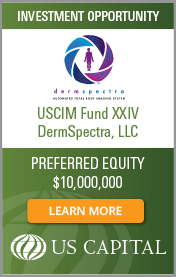 INVESTMENT OPPORTUNITY
dermspectra
AUTOMATED TOTAL BODY IMAGING SYSTEM
USCIM Fund XXIV
DermSpectra, LLC
PREFERRED EQUITY
$10,000,000
LEARN MORE
US CAPITAL